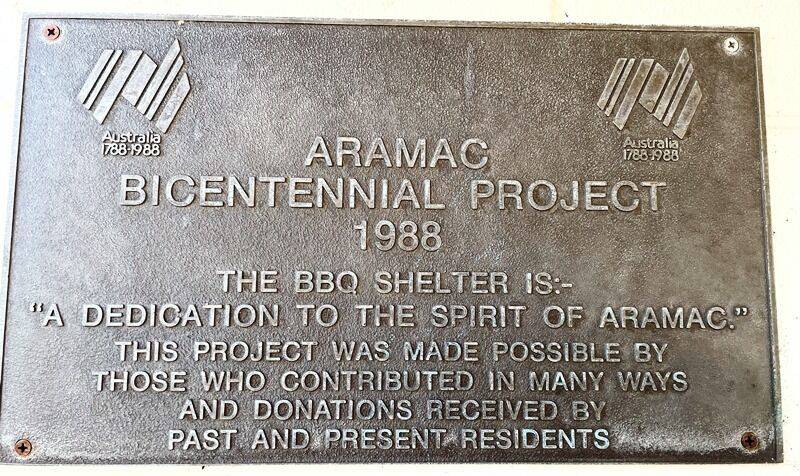 Australia
1788-1988
Australia
1788-1988
ARAMAC
BICENTENNIAL PROJECT
1988
THE BBQ SHELTER IS:-
"A DEDICATION TO THE SPIRIT OF ARAMAC."
THIS PROJECT WAS MADE POSSIBLE BY
THOSE WHO CONTRIBUTED IN MANY WAYS
AND DONATIONS RECEIVED BY
PAST AND PRESENT RESIDENTS